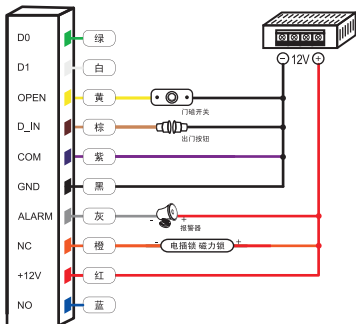 D0 绿
D1 白
OPEN 黄
D_IN 棕
COM 紫
GND 黑
ALARM 灰
NC 橙
+12V 红
NO 蓝
门磁开关
出门按钮
- +
报警器
- 电插锁 磁力锁 +
- 12V +